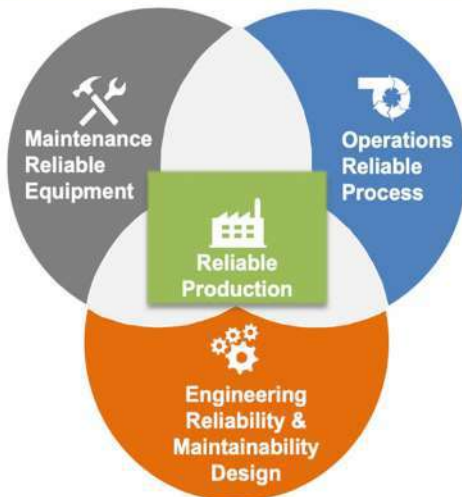 Maintenance
Reliable
Equipment
Operations
Reliable
Process
Reliable
Production
Engineering
Reliability &
Maintainability
Design